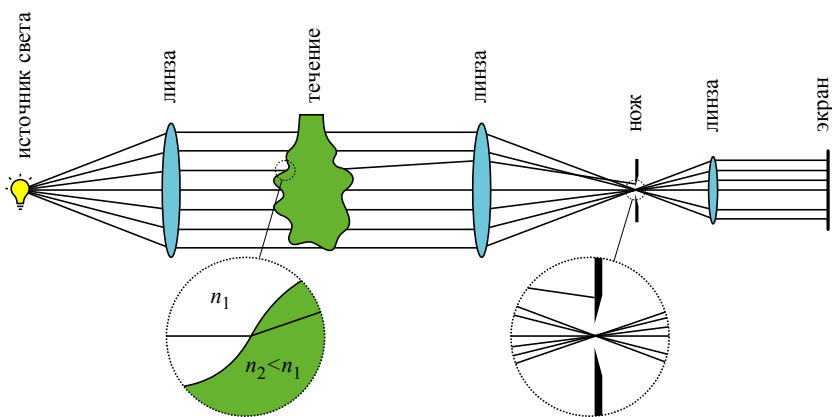 источник света
линза
течение
линза
нож
линза
экран
n₁
n₂<n₁